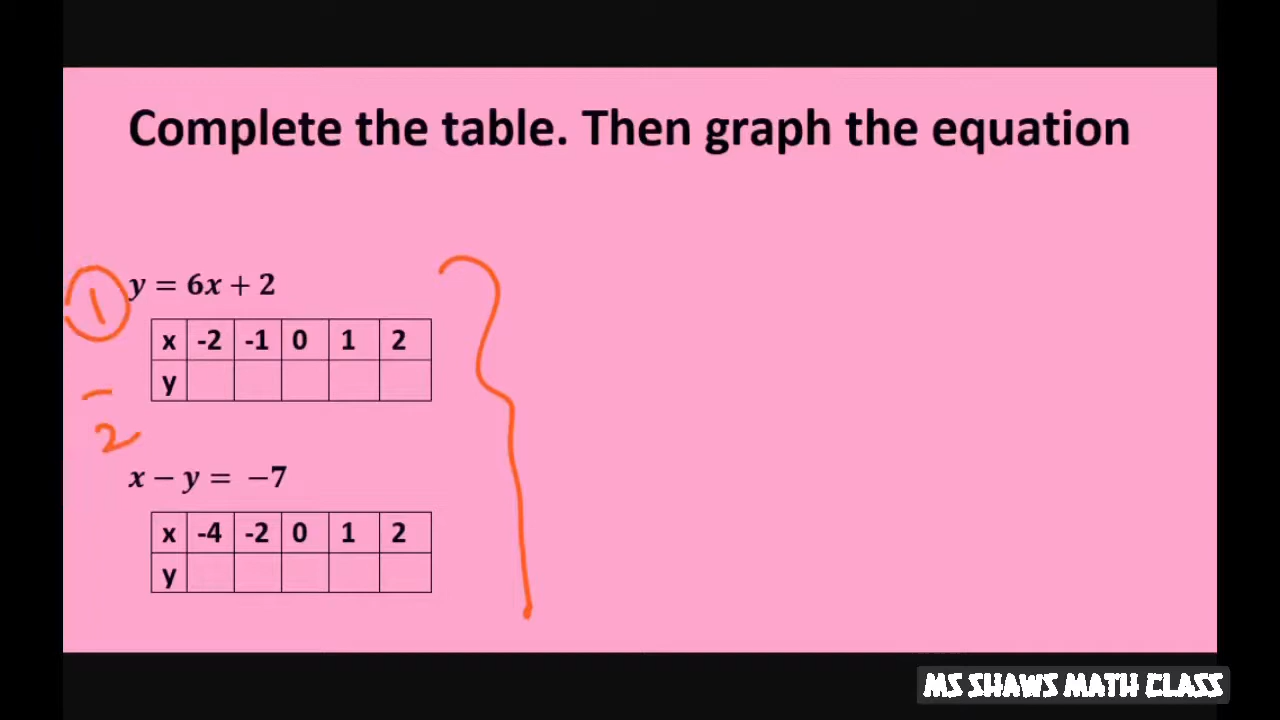 Complete the table. Then graph the equation
1
y = 6x + 2
x -2 -1 0 1 2
y
2
x − y = −7
x -4 -2 0 1 2
y
MS SHAWS MATH CLASS